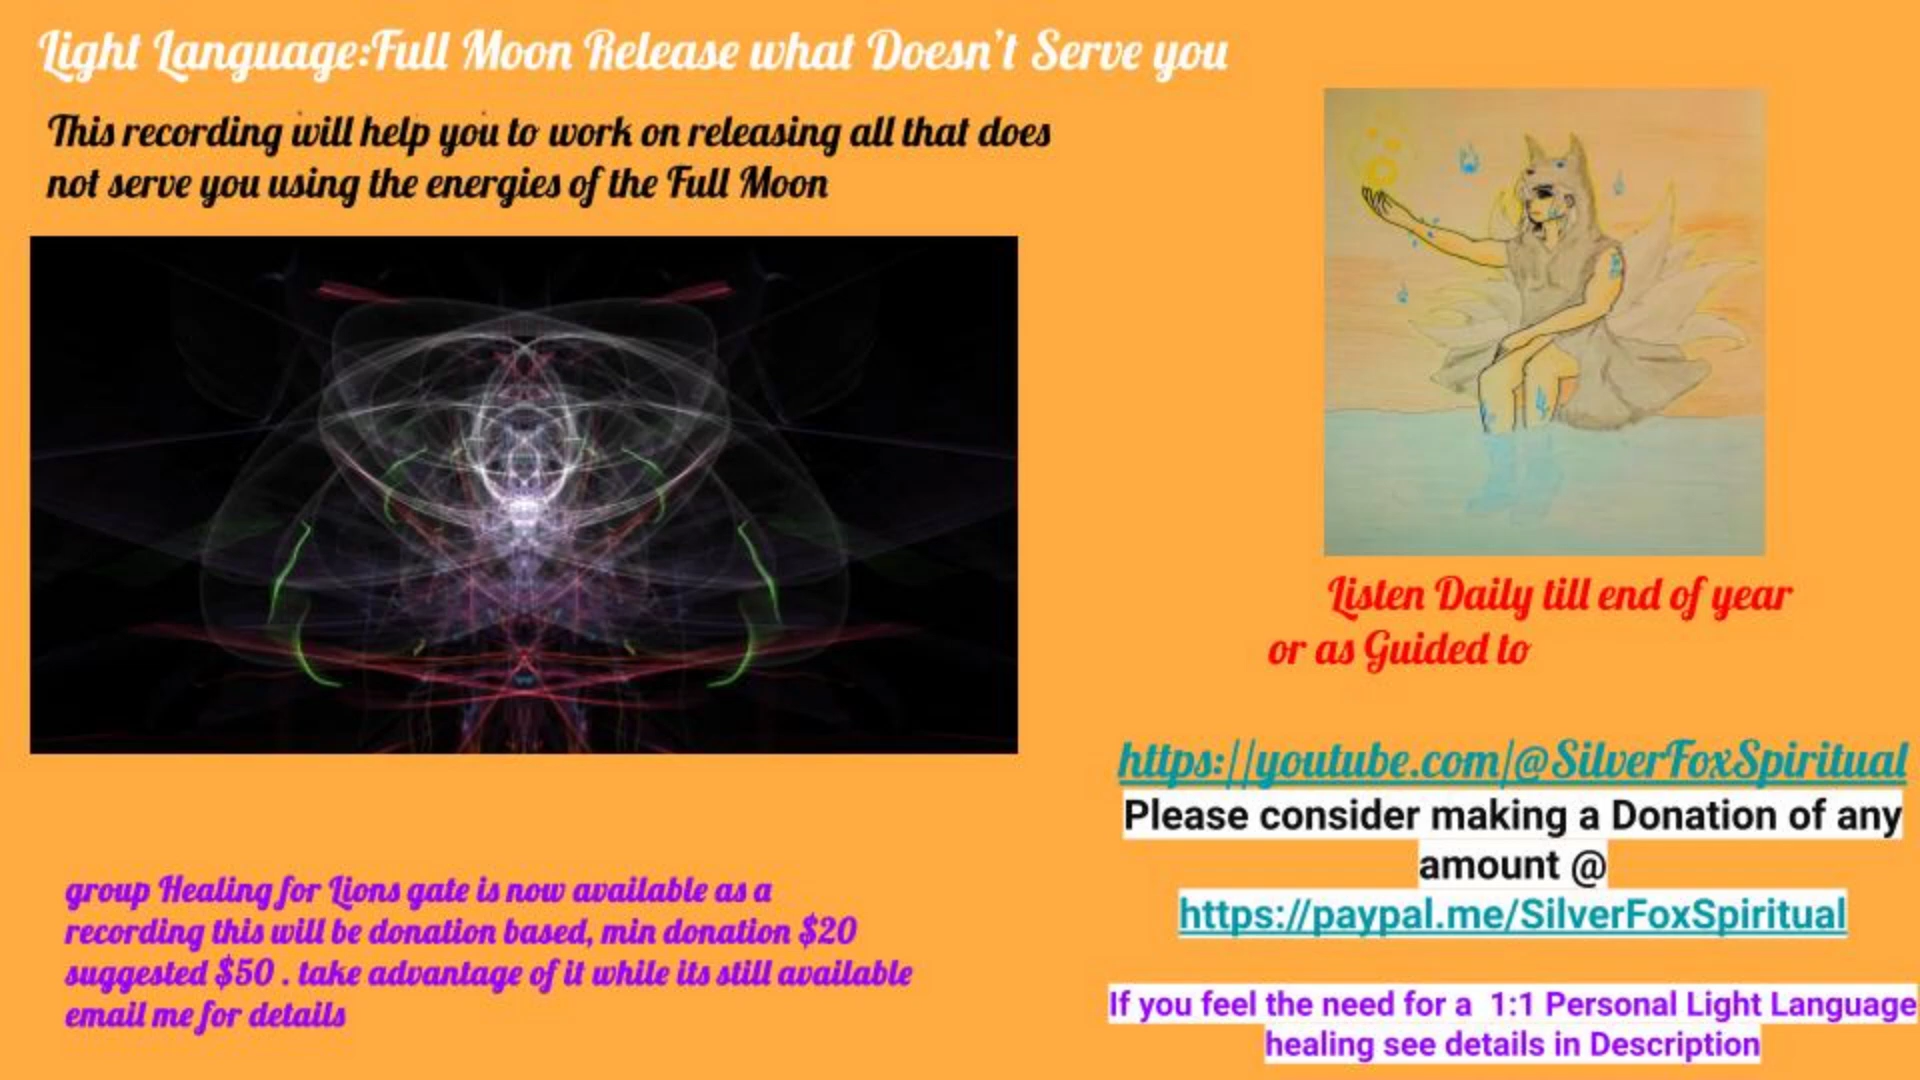 Light Language:Full Moon Release what Doesn't Serve you
This recording will help you to work on releasing all that does
not serve you using the energies of the Full Moon
Listen Daily till end of year
or as Guided to
https://youtube.com/@SilverFoxSpiritual
Please consider making a Donation of any
amount @
https://paypal.me/SilverFoxSpiritual
group Healing for Lions gate is now available as a
recording this will be donation based, min donation $20
suggested $50 . take advantage of it while its still available
email me for details
If you feel the need for a 1:1 Personal Light Language
healing see details in Description